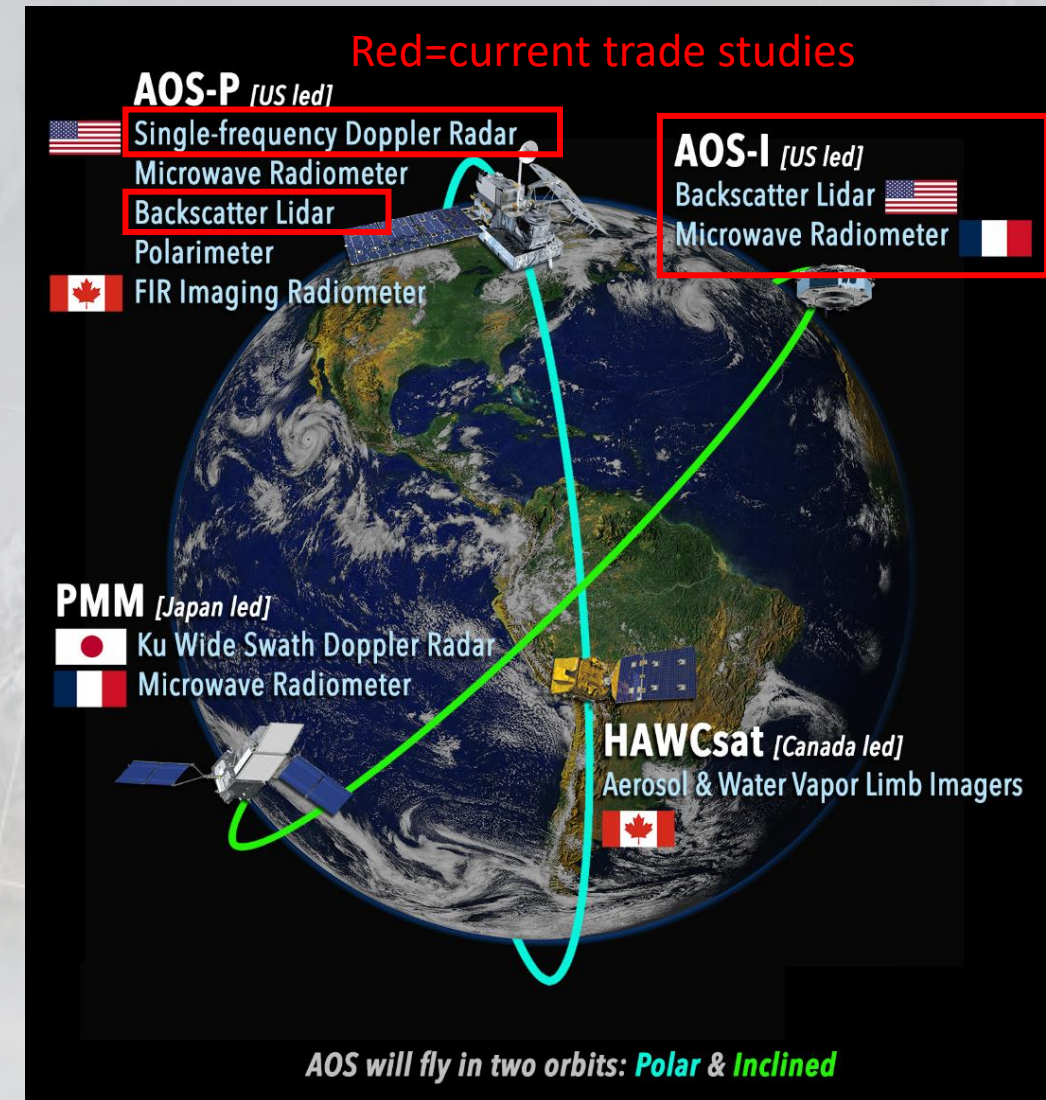 Red=current trade studies
AOS-P [US led]
Single-frequency Doppler Radar
Microwave Radiometer
Backscatter Lidar
Polarimeter
FIR Imaging Radiometer
AOS-I [US led]
Backscatter Lidar
Microwave Radiometer
PMM [Japan led]
Ku Wide Swath Doppler Radar
Microwave Radiometer
HAWCsat [Canada led]
Aerosol & Water Vapor Limb Imagers
AOS will fly in two orbits: Polar & Inclined